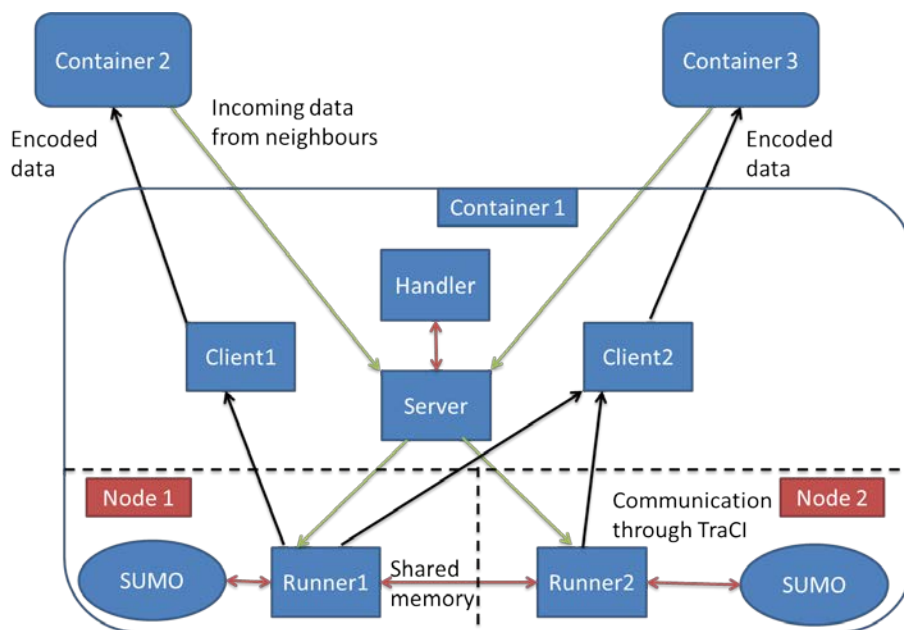 Container 2
Container 3
Incoming data
from neighbours
Encoded
data
Encoded
data
Container 1
Handler
Client1
Client2
Server
Node 1
Communication
through TraCI
Node 2
SUMO
Runner1
Shared
memory
Runner2
SUMO